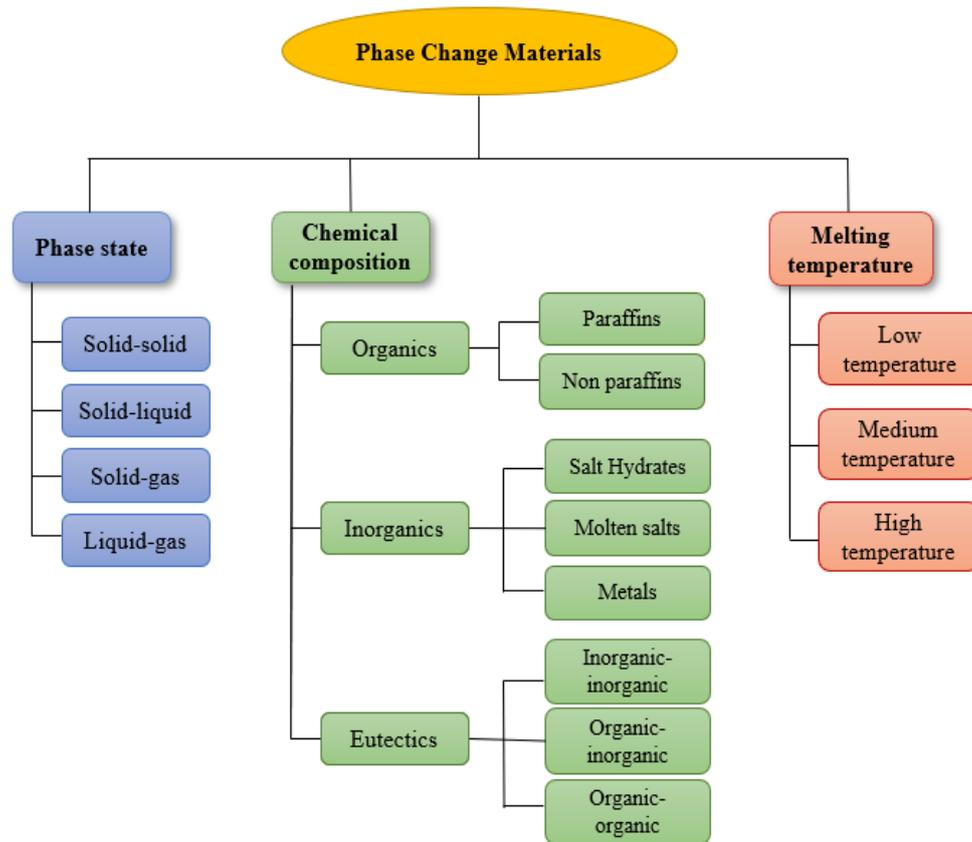 Phase Change Materials
Phase state
Solid-solid
Solid-liquid
Solid-gas
Liquid-gas
Chemical
composition
Organics
Paraffins
Non paraffins
Inorganics
Salt Hydrates
Molten salts
Metals
Eutectics
Inorganic-
inorganic
Organic-
inorganic
Organic-
organic
Melting
temperature
Low
temperature
Medium
temperature
High
temperature